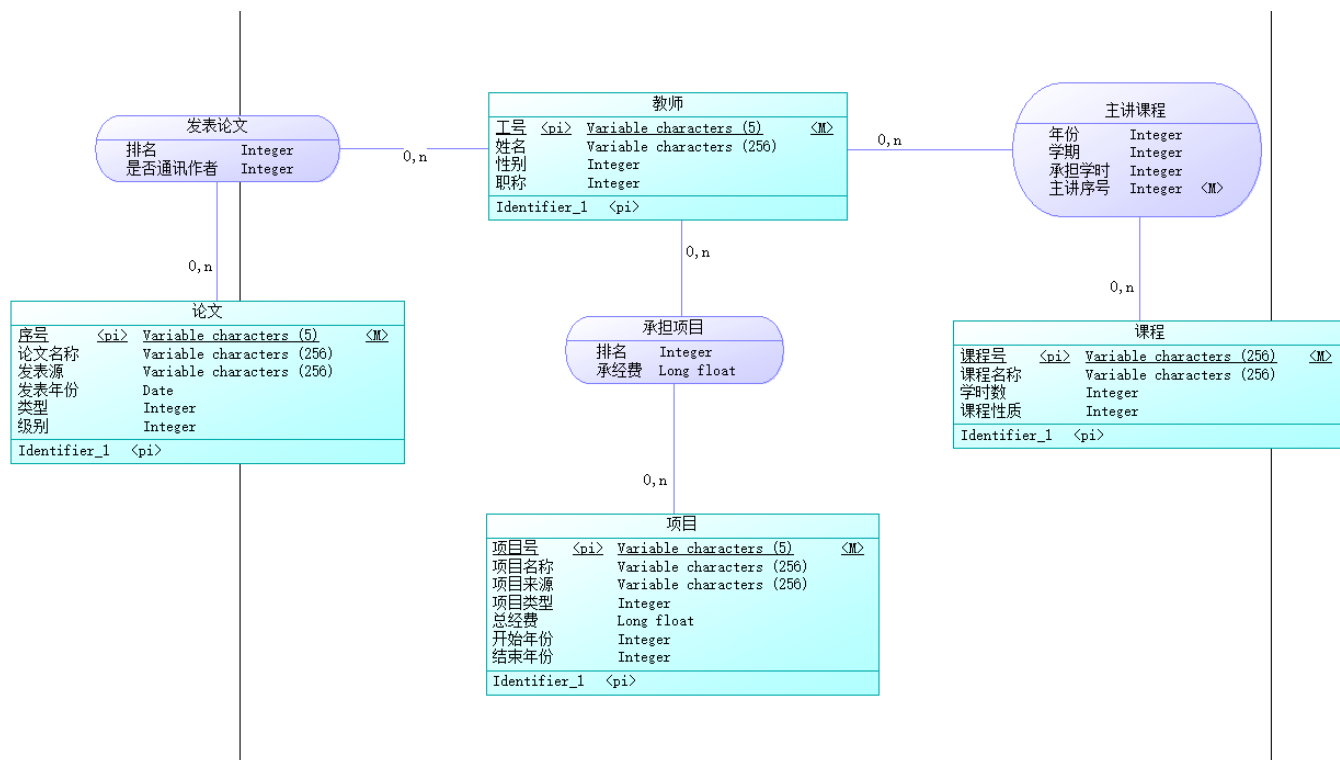 发表论文
排名 Integer
是否通讯作者 Integer
0,n
0,n
教师
工号 <pi> Variable characters (5) <M>
姓名 Variable characters (256)
性别 Integer
职称 Integer
Identifier_1 <pi>
0,n
0,n
主讲课程
年份 Integer
学期 Integer
承担学时 Integer
主讲序号 Integer <M>
0,n
论文
序号 <pi> Variable characters (5) <M>
论文名称 Variable characters (256)
发表源 Variable characters (256)
发表年份 Date
类型 Integer
级别 Integer
Identifier_1 <pi>
承担项目
排名 Integer
承经费 Long float
0,n
课程
课程号 <pi> Variable characters (256) <M>
课程名称 Variable characters (256)
学时数 Integer
课程性质 Integer
Identifier_1 <pi>
项目
项目号 <pi> Variable characters (5) <M>
项目名称 Variable characters (256)
项目来源 Variable characters (256)
项目类型 Integer
总经费 Long float
开始年份 Integer
结束年份 Integer
Identifier_1 <pi>